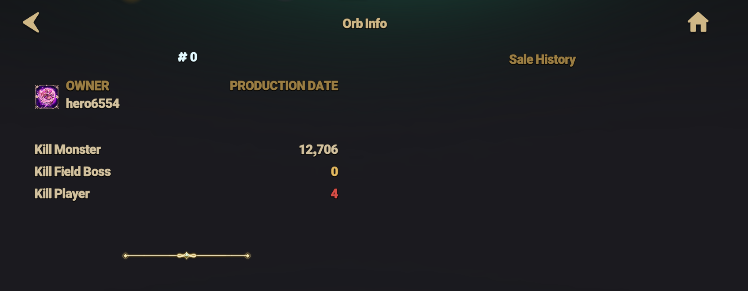 Orb Info
# 0
Sale History
OWNER
hero6554
PRODUCTION DATE
Kill Monster 12,706
Kill Field Boss 0
Kill Player 4